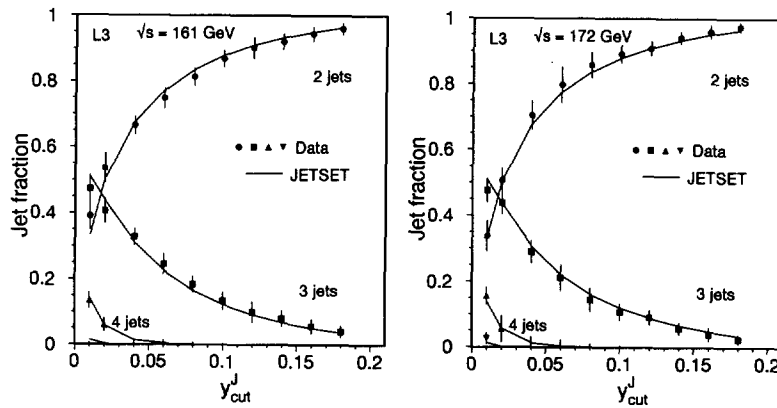 L3 √s = 161 GeV
1
0.8
0.6
0.4
0.2
0
Jet fraction
2 jets
● ■ ▲ ▼ Data
— JETSET
3 jets
4 jets
0 0.05 0.1 0.15 0.2
y^J_cut
L3 √s = 172 GeV
1
0.8
0.6
0.4
0.2
0
Jet fraction
2 jets
● ■ ▲ ▼ Data
— JETSET
3 jets
4 jets
0 0.05 0.1 0.15 0.2
y^J_cut